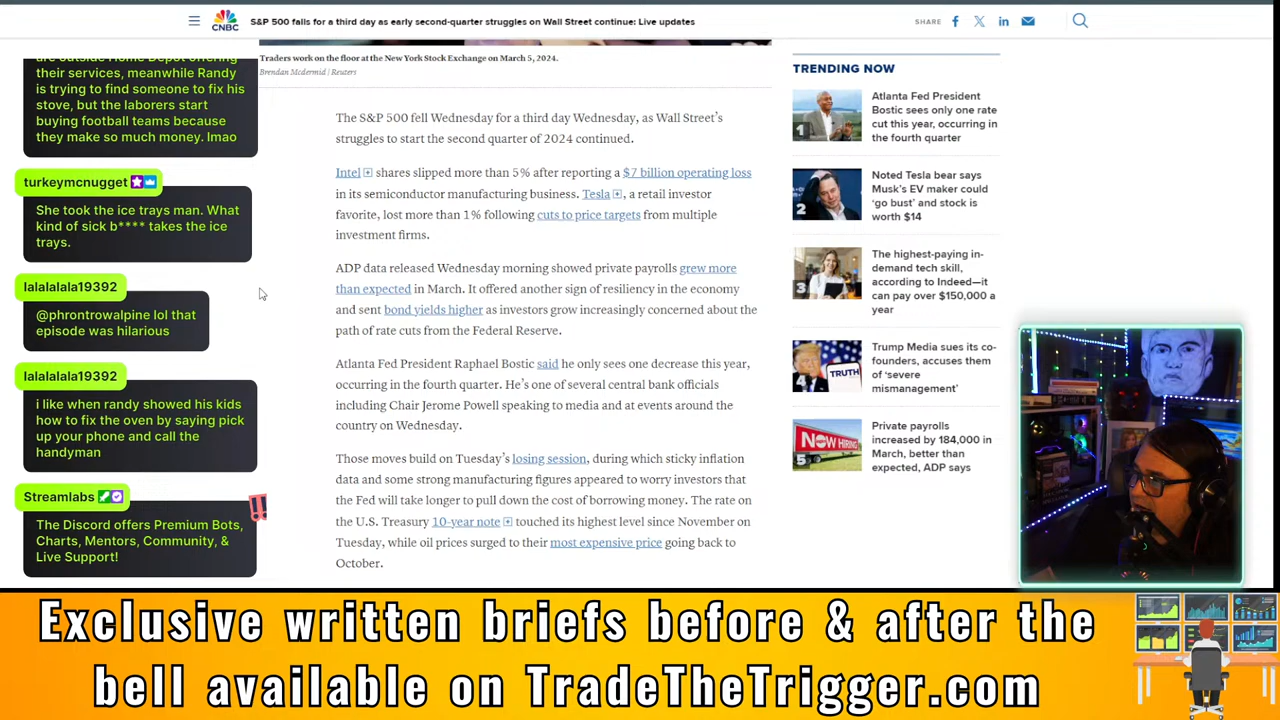 CNBC
S&P 500 falls for a third day as early second-quarter struggles on Wall Street continue: Live updates
SHARE
are outside Home Depot offering
their services, meanwhile Randy
is trying to find someone to fix his
stove, but the laborers start
buying football teams because
they make so much money. lmao
turkeymcnugget
She took the ice trays man. What
kind of sick b**** takes the ice
trays.
lalalalala19392
@phrontrowalpine lol that
episode was hilarious
lalalalala19392
i like when randy showed his kids
how to fix the oven by saying pick
up your phone and call the
handyman
Streamlabs
The Discord offers Premium Bots,
Charts, Mentors, Community, &
Live Support!
Traders work on the floor at the New York Stock Exchange on March 5, 2024.
Brendan Mcdermid | Reuters
The S&P 500 fell Wednesday for a third day Wednesday, as Wall Street's
struggles to start the second quarter of 2024 continued.
Intel shares slipped more than 5% after reporting a $7 billion operating loss
in its semiconductor manufacturing business. Tesla, a retail investor
favorite, lost more than 1% following cuts to price targets from multiple
investment firms.
ADP data released Wednesday morning showed private payrolls grew more
than expected in March. It offered another sign of resiliency in the economy
and sent bond yields higher as investors grow increasingly concerned about the
path of rate cuts from the Federal Reserve.
Atlanta Fed President Raphael Bostic said he only sees one decrease this year,
occurring in the fourth quarter. He's one of several central bank officials
including Chair Jerome Powell speaking to media and at events around the
country on Wednesday.
Those moves build on Tuesday's losing session, during which sticky inflation
data and some strong manufacturing figures appeared to worry investors that
the Fed will take longer to pull down the cost of borrowing money. The rate on
the U.S. Treasury 10-year note touched its highest level since November on
Tuesday, while oil prices surged to their most expensive price going back to
October.
TRENDING NOW
1
Atlanta Fed President
Bostic sees only one rate
cut this year, occurring in
the fourth quarter
2
Noted Tesla bear says
Musk's EV maker could
'go bust' and stock is
worth $14
3
The highest-paying in-
demand tech skill,
according to Indeed—it
can pay over $150,000 a
year
4
TRUTH
Trump Media sues its co-
founders, accuses them
of 'severe
mismanagement'
5
NOW HIRING
Private payrolls
increased by 184,000 in
March, better than
expected, ADP says
Exclusive written briefs before & after the
bell available on TradeTheTrigger.com